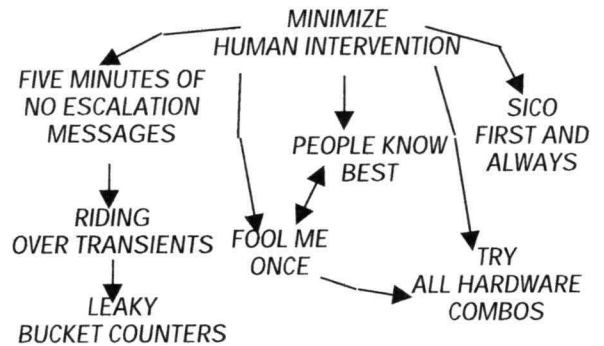 MINIMIZE
HUMAN INTERVENTION
FIVE MINUTES OF
NO ESCALATION
MESSAGES
SICO
FIRST AND
ALWAYS
PEOPLE KNOW
BEST
RIDING
OVER TRANSIENTS
FOOL ME
ONCE
TRY
ALL HARDWARE
COMBOS
LEAKY
BUCKET COUNTERS